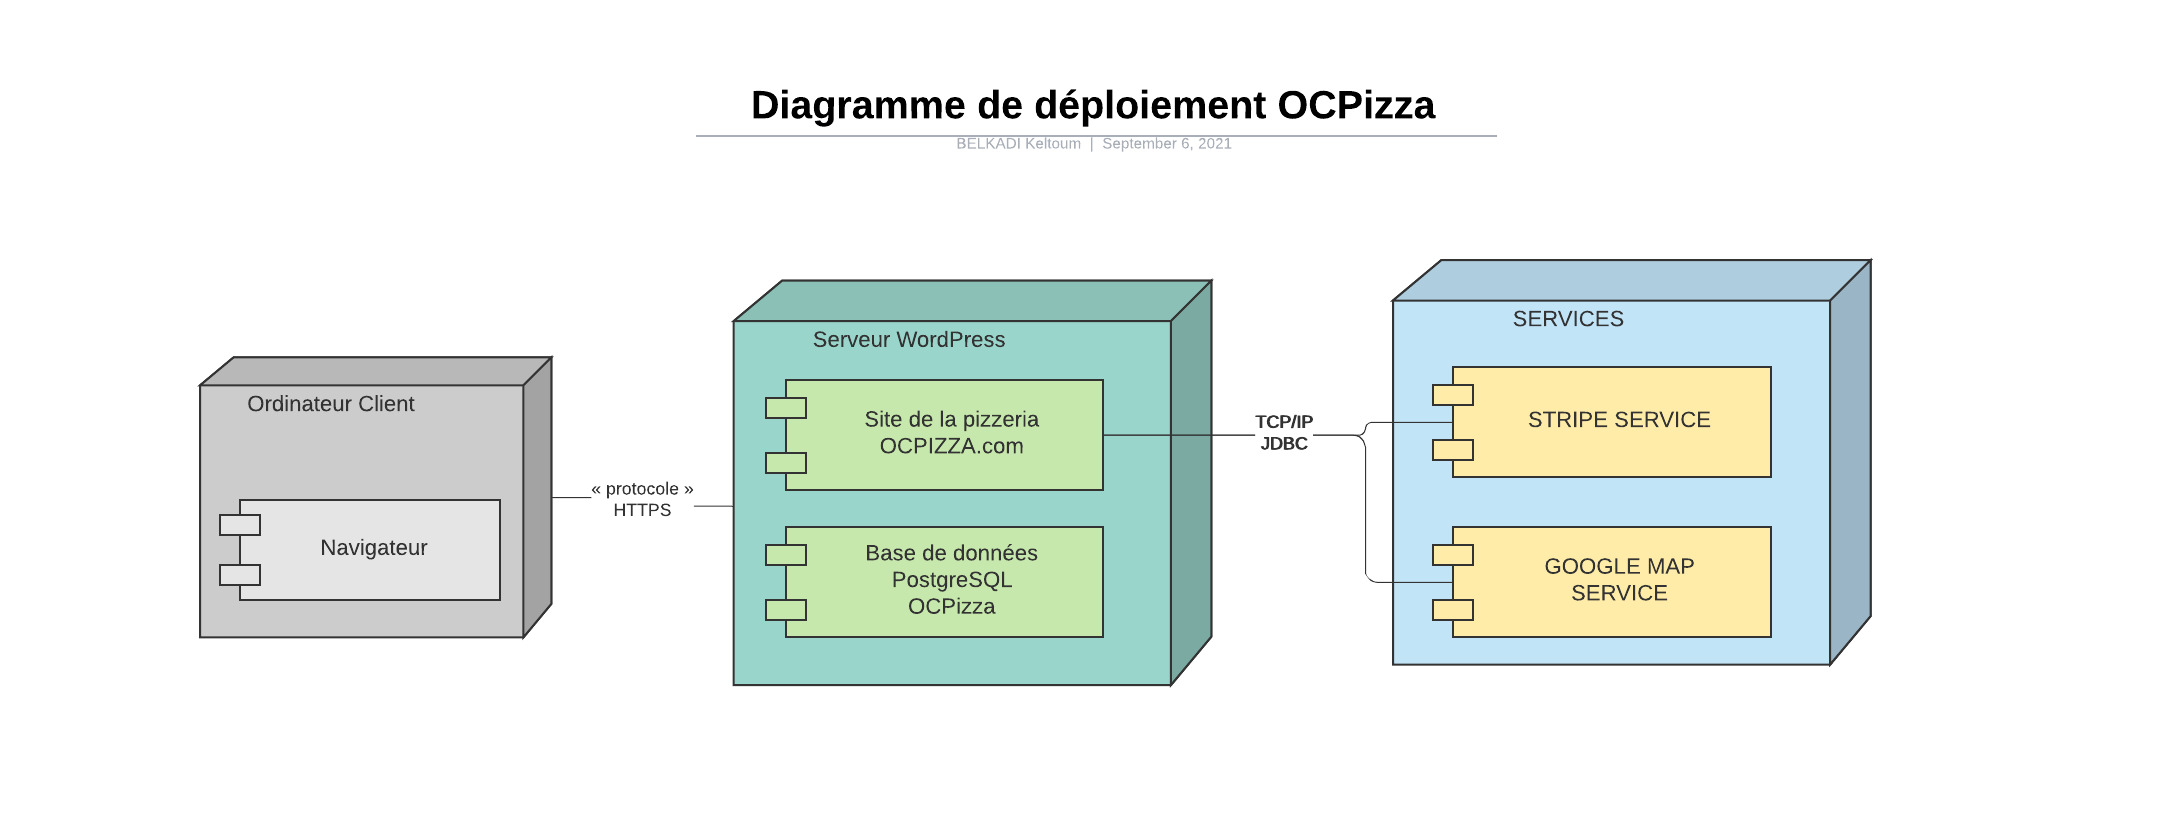 Diagramme de déploiement OCPizza
BELKADI Keltoum | September 6, 2021
Ordinateur Client
Navigateur
« protocole »
HTTPS
Serveur WordPress
Site de la pizzeria
OCPIZZA.com
Base de données
PostgreSQL
OCPizza
TCP/IP
JDBC
SERVICES
STRIPE SERVICE
GOOGLE MAP
SERVICE